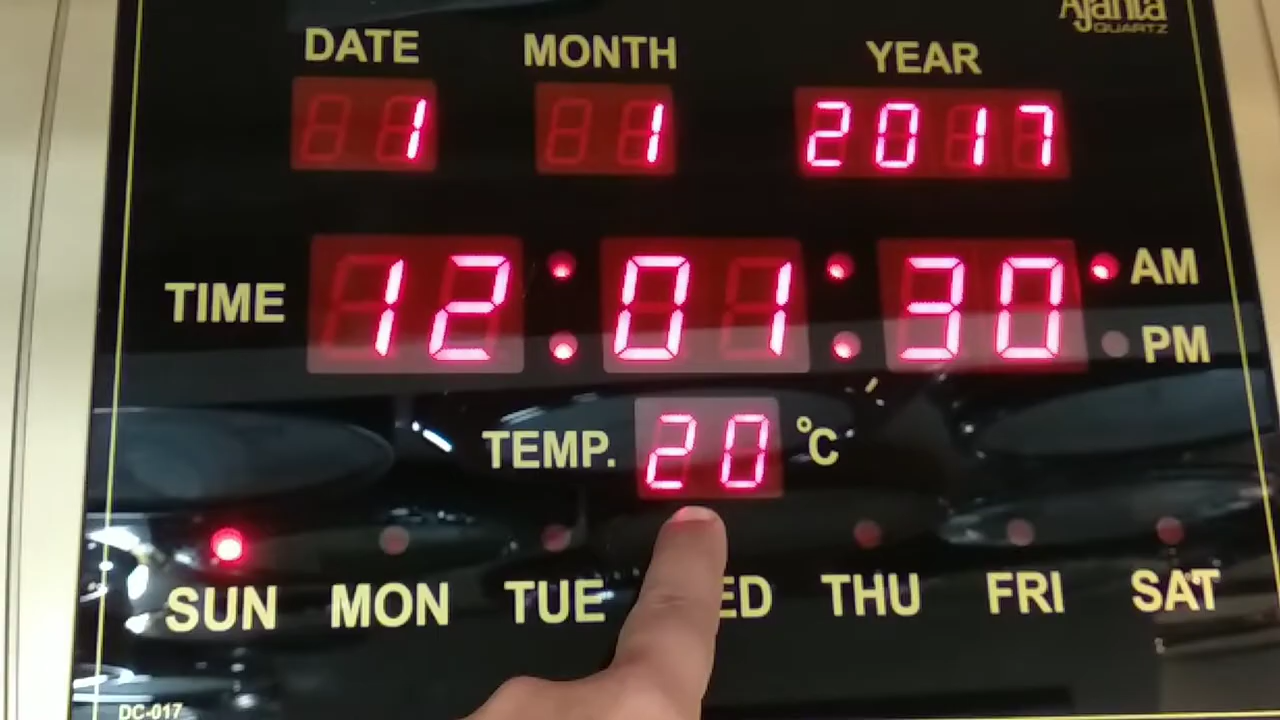 Ajanta
QUARTZ
DATE MONTH YEAR
1 1 2017
TIME 12:01:30 AM
PM
TEMP. 20 °C
SUN MON TUE ED THU FRI SAT
DC-017